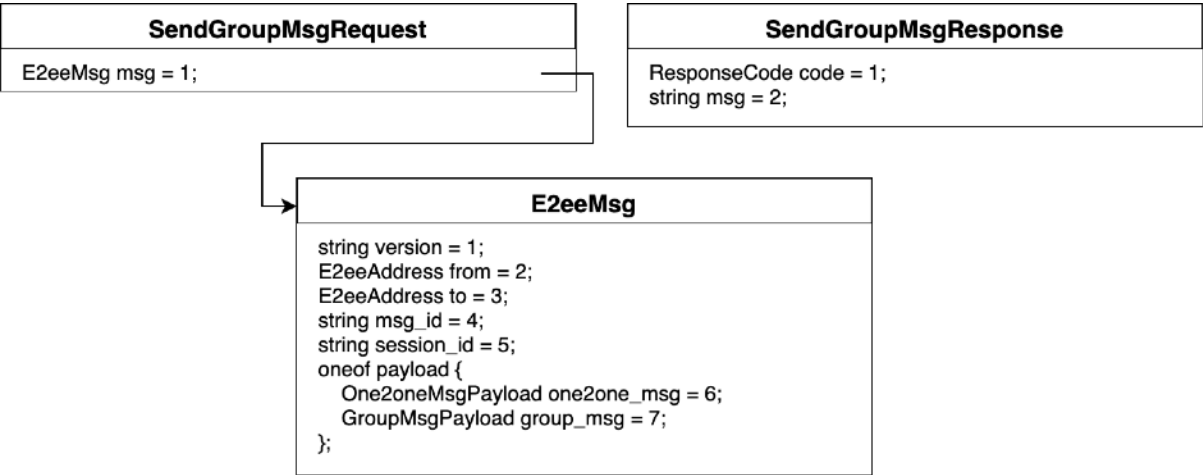 SendGroupMsgRequest
E2eeMsg msg = 1;
SendGroupMsgResponse
ResponseCode code = 1;
string msg = 2;
E2eeMsg
string version = 1;
E2eeAddress from = 2;
E2eeAddress to = 3;
string msg_id = 4;
string session_id = 5;
oneof payload {
One2oneMsgPayload one2one_msg = 6;
GroupMsgPayload group_msg = 7;
};